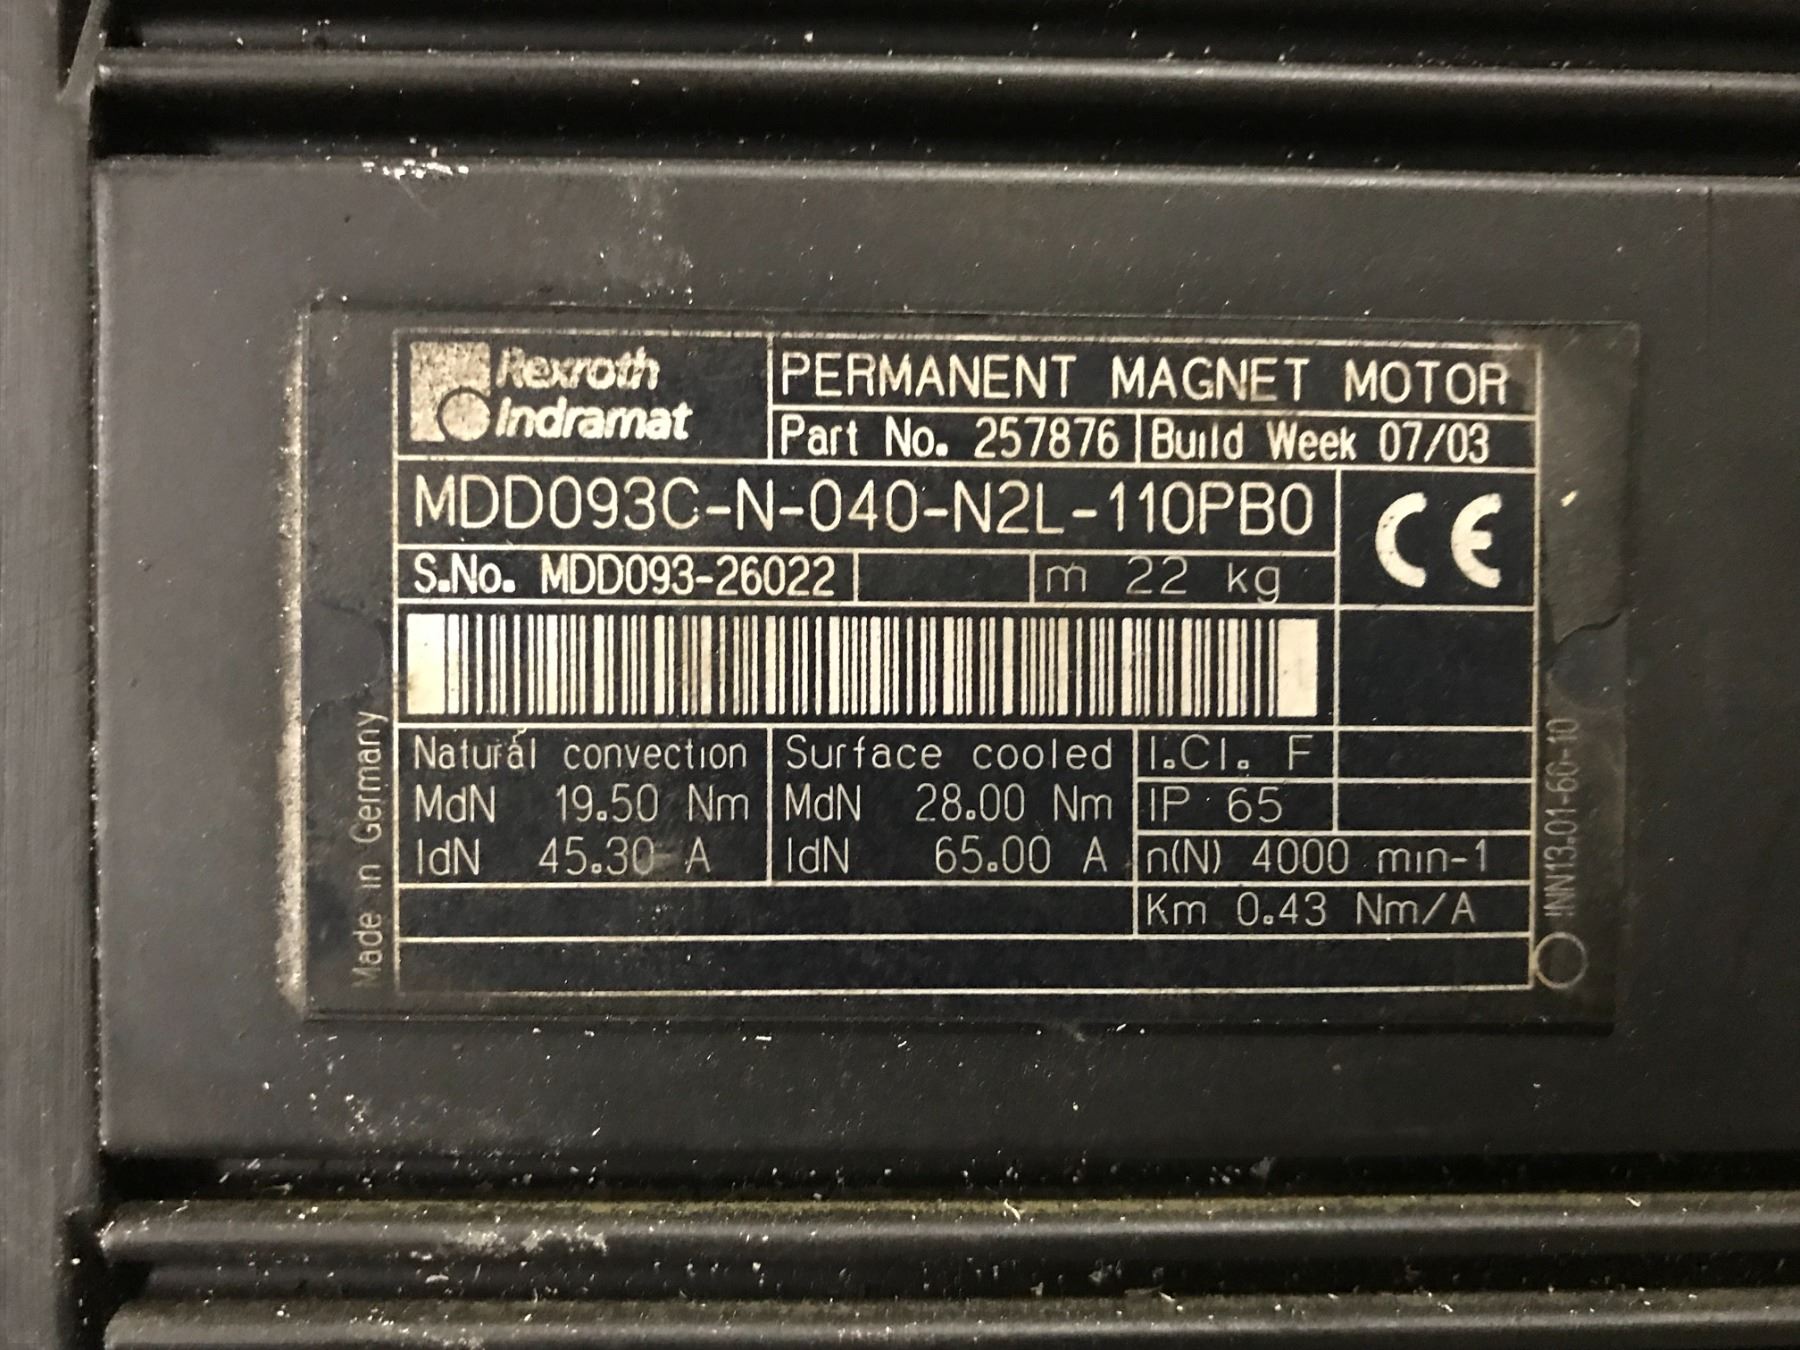 Rexroth
Indramat
PERMANENT MAGNET MOTOR
Part No. 257876 Build Week 07/03
MDD093C-N-040-N2L-110PB0
CE
S.No. MDD093-26022 m 22 kg
Natural convection Surface cooled I.Cl. F
MdN 19.50 Nm MdN 28.00 Nm IP 65
IdN 45.30 A IdN 65.00 A n(N) 4000 min-1
Km 0.43 Nm/A
Made in Germany
INN13.01-66-10